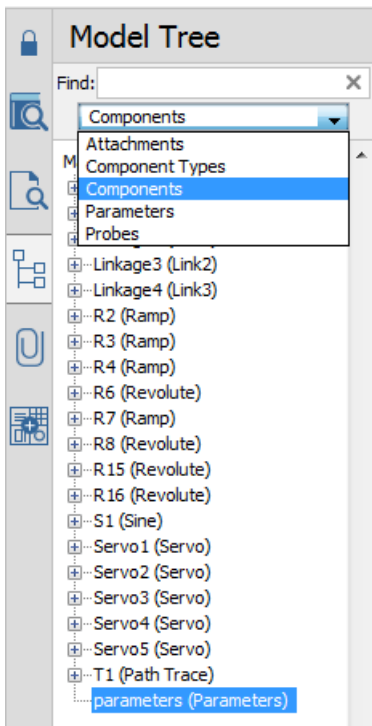 Model Tree
Find:
Components
Attachments
Component Types
Components
Parameters
Probes
Linkage3 (Link2)
Linkage4 (Link3)
R2 (Ramp)
R3 (Ramp)
R4 (Ramp)
R6 (Revolute)
R7 (Ramp)
R8 (Revolute)
R15 (Revolute)
R16 (Revolute)
S1 (Sine)
Servo1 (Servo)
Servo2 (Servo)
Servo3 (Servo)
Servo4 (Servo)
Servo5 (Servo)
T1 (Path Trace)
parameters (Parameters)